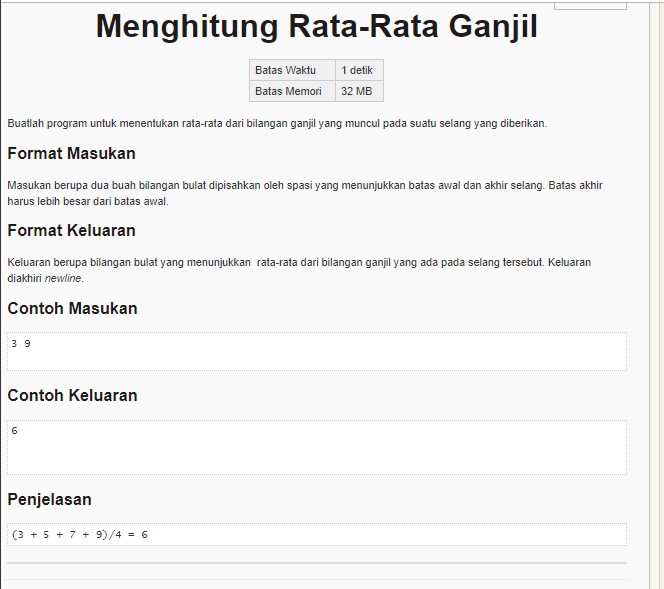 Menghitung Rata-Rata Ganjil
Batas Waktu 1 detik
Batas Memori 32 MB
Buatlah program untuk menentukan rata-rata dari bilangan ganjil yang muncul pada suatu selang yang diberikan.
Format Masukan
Masukan berupa dua buah bilangan bulat dipisahkan oleh spasi yang menunjukkan batas awal dan akhir selang. Batas akhir
harus lebih besar dari batas awal.
Format Keluaran
Keluaran berupa bilangan bulat yang menunjukkan rata-rata dari bilangan ganjil yang ada pada selang tersebut. Keluaran
diakhiri newline.
Contoh Masukan
3 9
Contoh Keluaran
6
Penjelasan
(3 + 5 + 7 + 9)/4 = 6